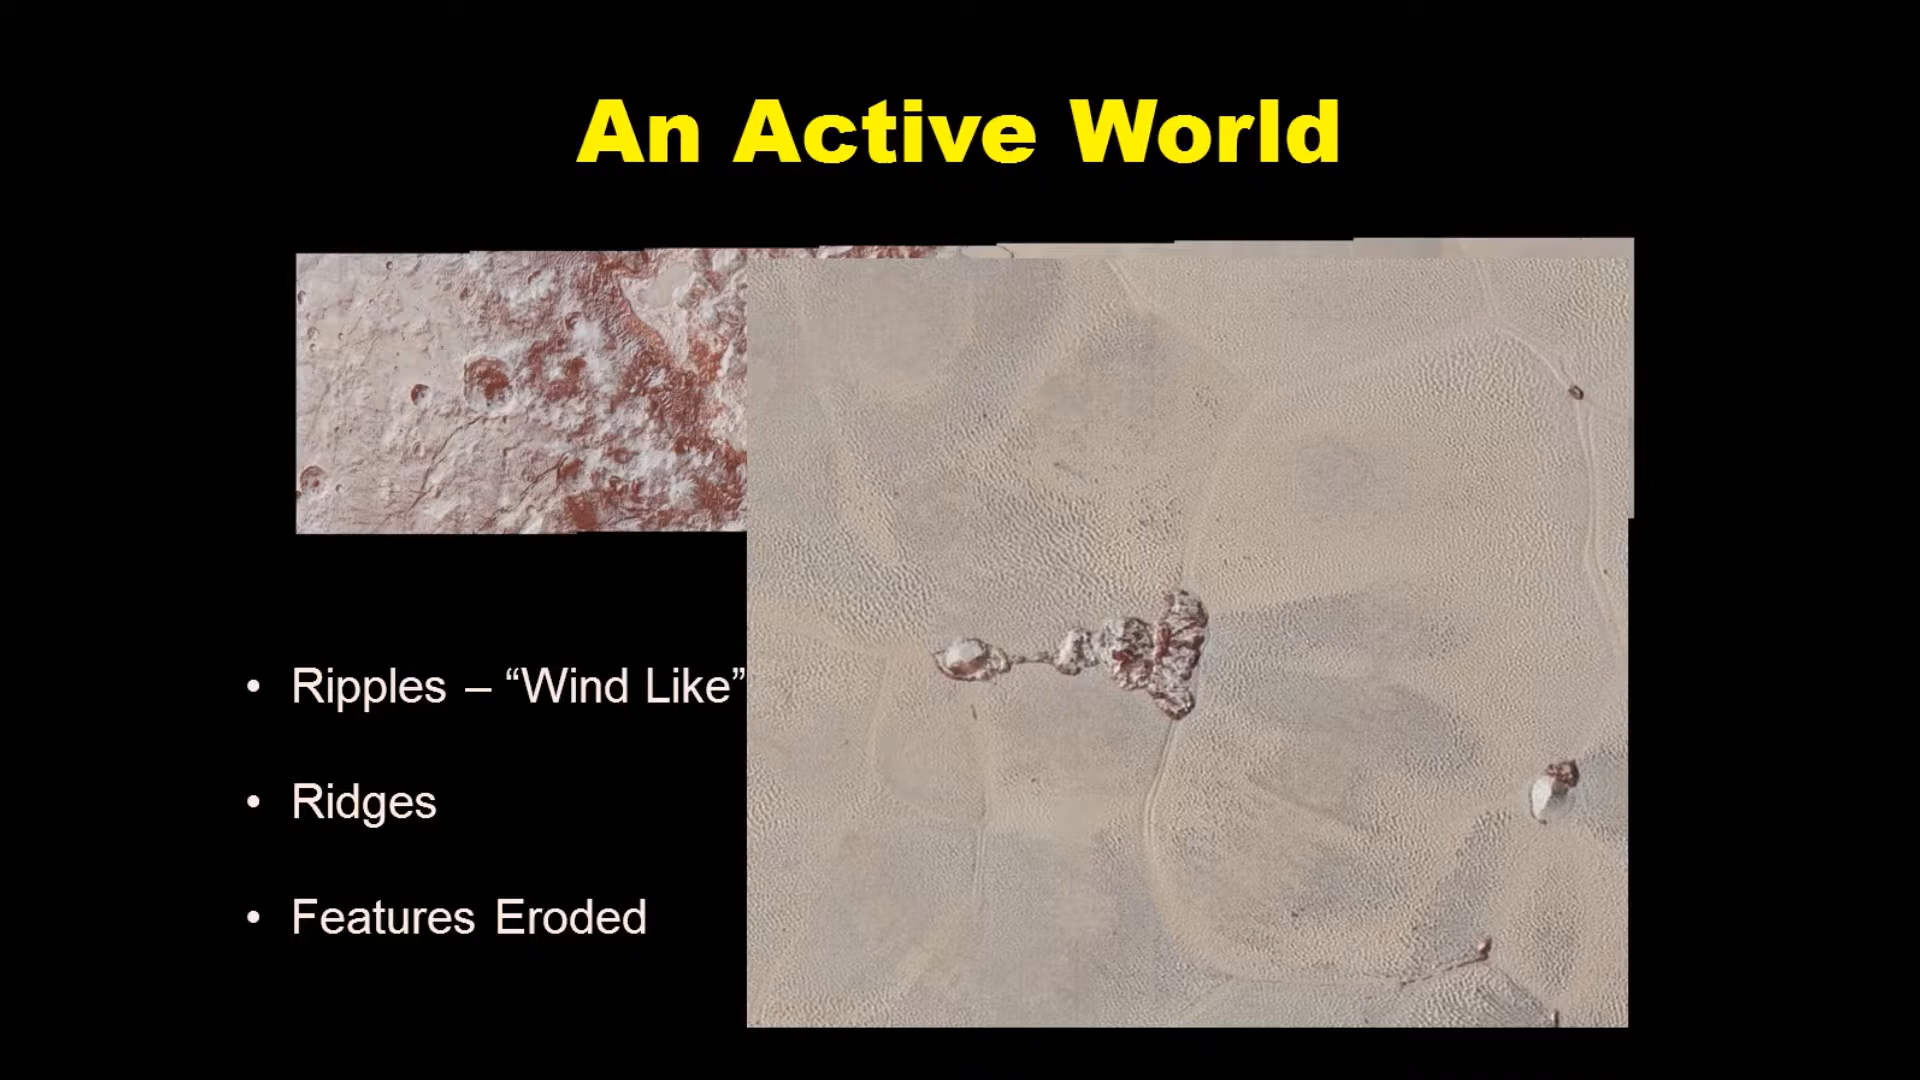 An Active World
• Ripples – “Wind Like”
• Ridges
• Features Eroded